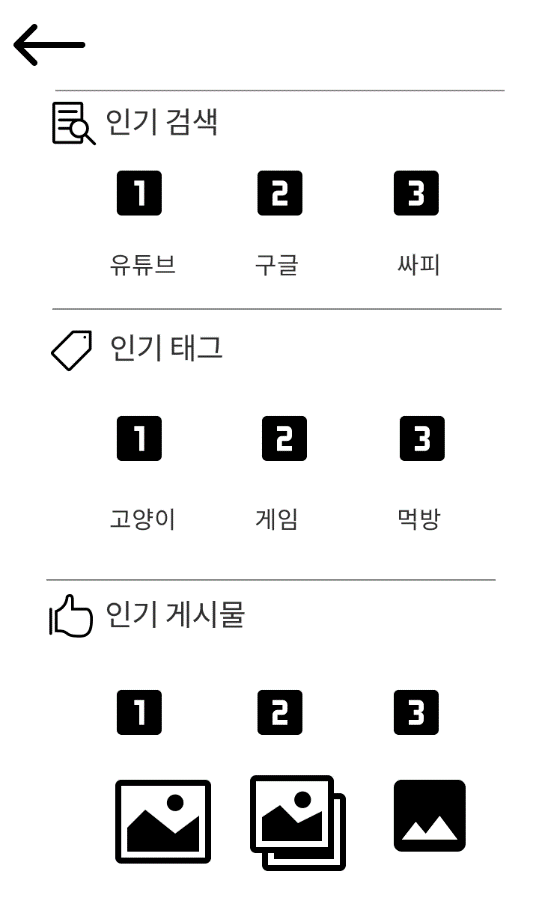 인기 검색
1 2 3
유튜브 구글 싸피
인기 태그
1 2 3
고양이 게임 먹방
인기 게시물
1 2 3